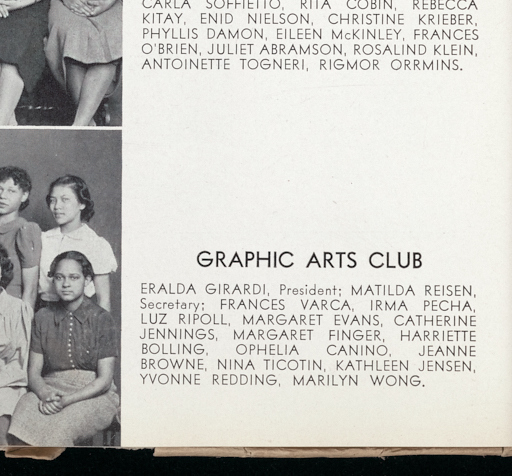 CARLA SOFFIETTO, RITA COBIN, REBECCA
KITAY, ENID NIELSON, CHRISTINE KRIEBER,
PHYLLIS DAMON, EILEEN McKINLEY, FRANCES
O'BRIEN, JULIET ABRAMSON, ROSALIND KLEIN,
ANTOINETTE TOGNERI, RIGMOR ORRMINS.
GRAPHIC ARTS CLUB
ERALDA GIRARDI, President; MATILDA REISEN,
Secretary; FRANCES VARCA, IRMA PECHA,
LUZ RIPOLL, MARGARET EVANS, CATHERINE
JENNINGS, MARGARET FINGER, HARRIETTE
BOLLING, OPHELIA CANINO, JEANNE
BROWNE, NINA TICOTIN, KATHLEEN JENSEN,
YVONNE REDDING, MARILYN WONG.